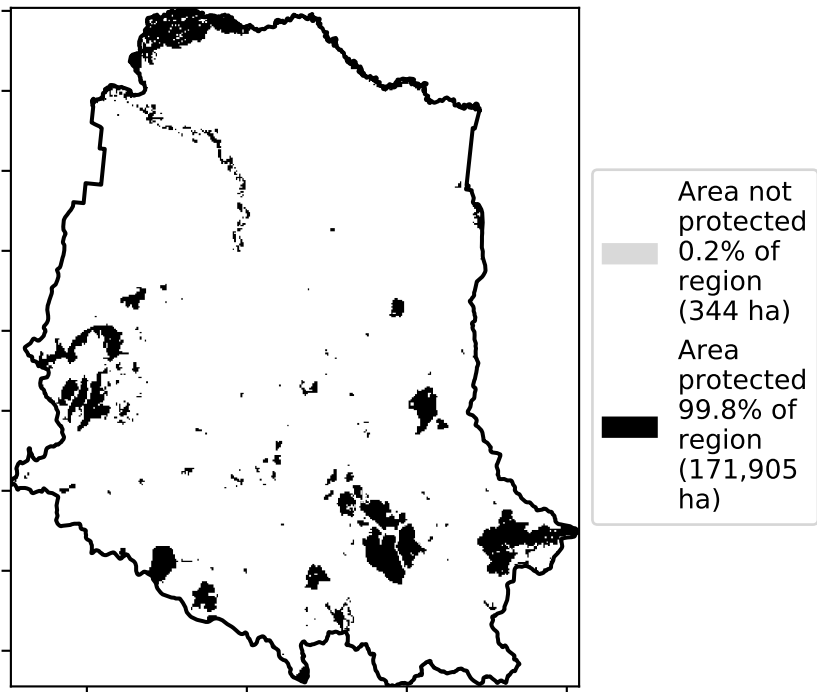 Area not
protected
0.2% of
region
(344 ha)
Area
protected
99.8% of
region
(171,905
ha)